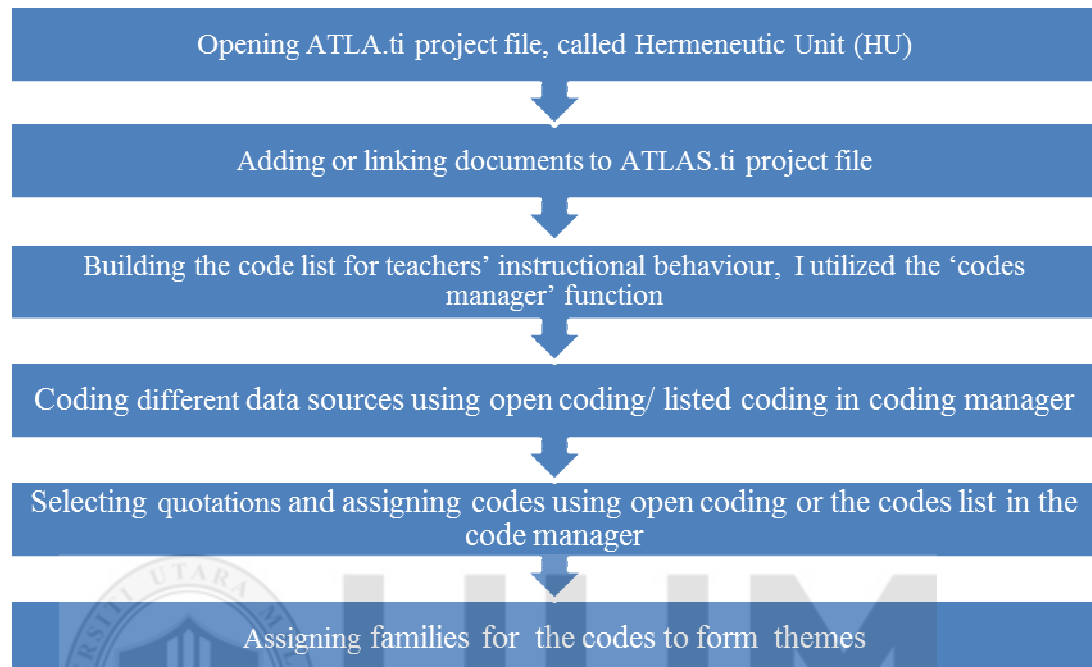 Opening ATLA.ti project file, called Hermeneutic Unit (HU)
Adding or linking documents to ATLAS.ti project file
Building the code list for teachers’ instructional behaviour, I utilized the ‘codes
manager’ function
Coding different data sources using open coding/ listed coding in coding manager
Selecting quotations and assigning codes using open coding or the codes list in the
code manager
UTARA
UUM
Assigning families for the codes to form themes